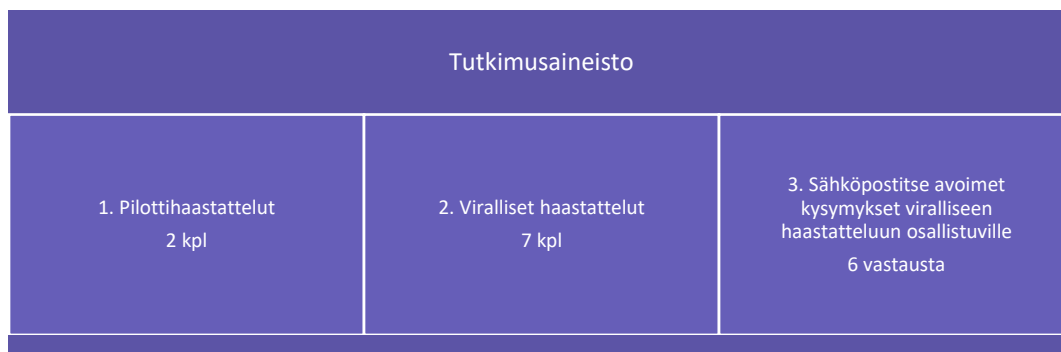 Tutkimusaineisto
1. Pilottihaastattelut
2 kpl
2. Viralliset haastattelut
7 kpl
3. Sähköpostitse avoimet
kysymykset viralliseen
haastatteluun osallistuville
6 vastausta